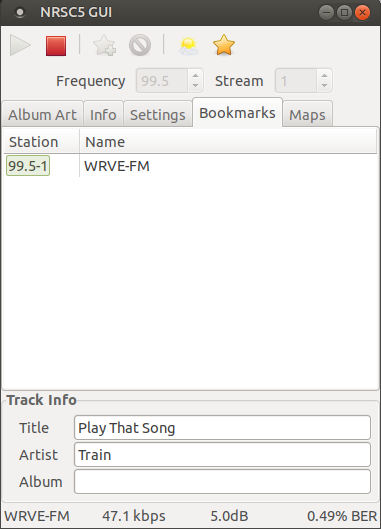 NRSC5 GUI
Frequency 99.5 Stream 1
Album Art Info Settings Bookmarks Maps
Station Name
99.5-1 WRVE-FM
Track Info
Title Play That Song
Artist Train
Album
WRVE-FM 47.1 kbps 5.0dB 0.49% BER